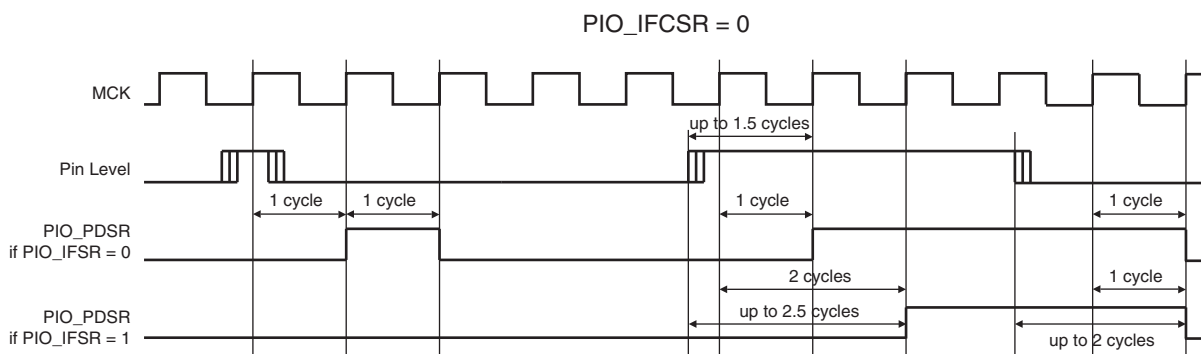 PIO_IFCSR = 0
MCK
up to 1.5 cycles
Pin Level
1 cycle
1 cycle
1 cycle
1 cycle
PIO_PDSR
if PIO_IFSR = 0
2 cycles
1 cycle
PIO_PDSR
if PIO_IFSR = 1
up to 2.5 cycles
up to 2 cycles